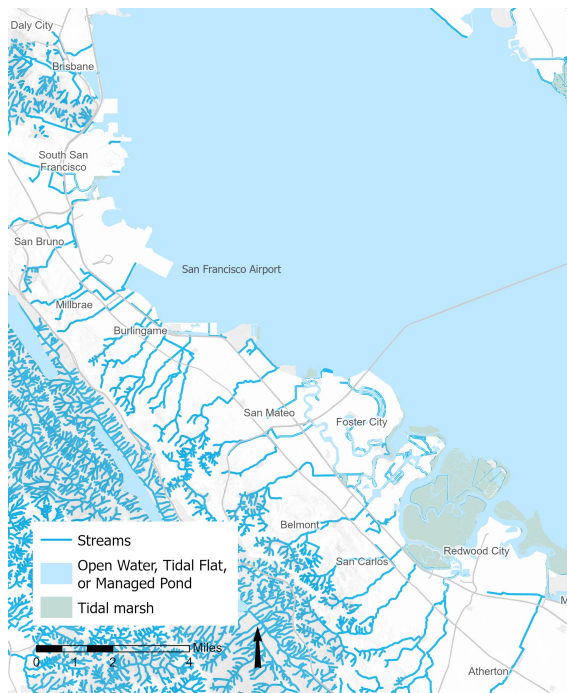 Daly City
Brisbane
South San
Francisco
San Bruno
San Francisco Airport
Millbrae
Burlingame
San Mateo
Foster City
Belmont
Redwood City
San Carlos
M
Atherton
Streams
Open Water, Tidal Flat,
or Managed Pond
Tidal marsh
Miles
0 1 2 4